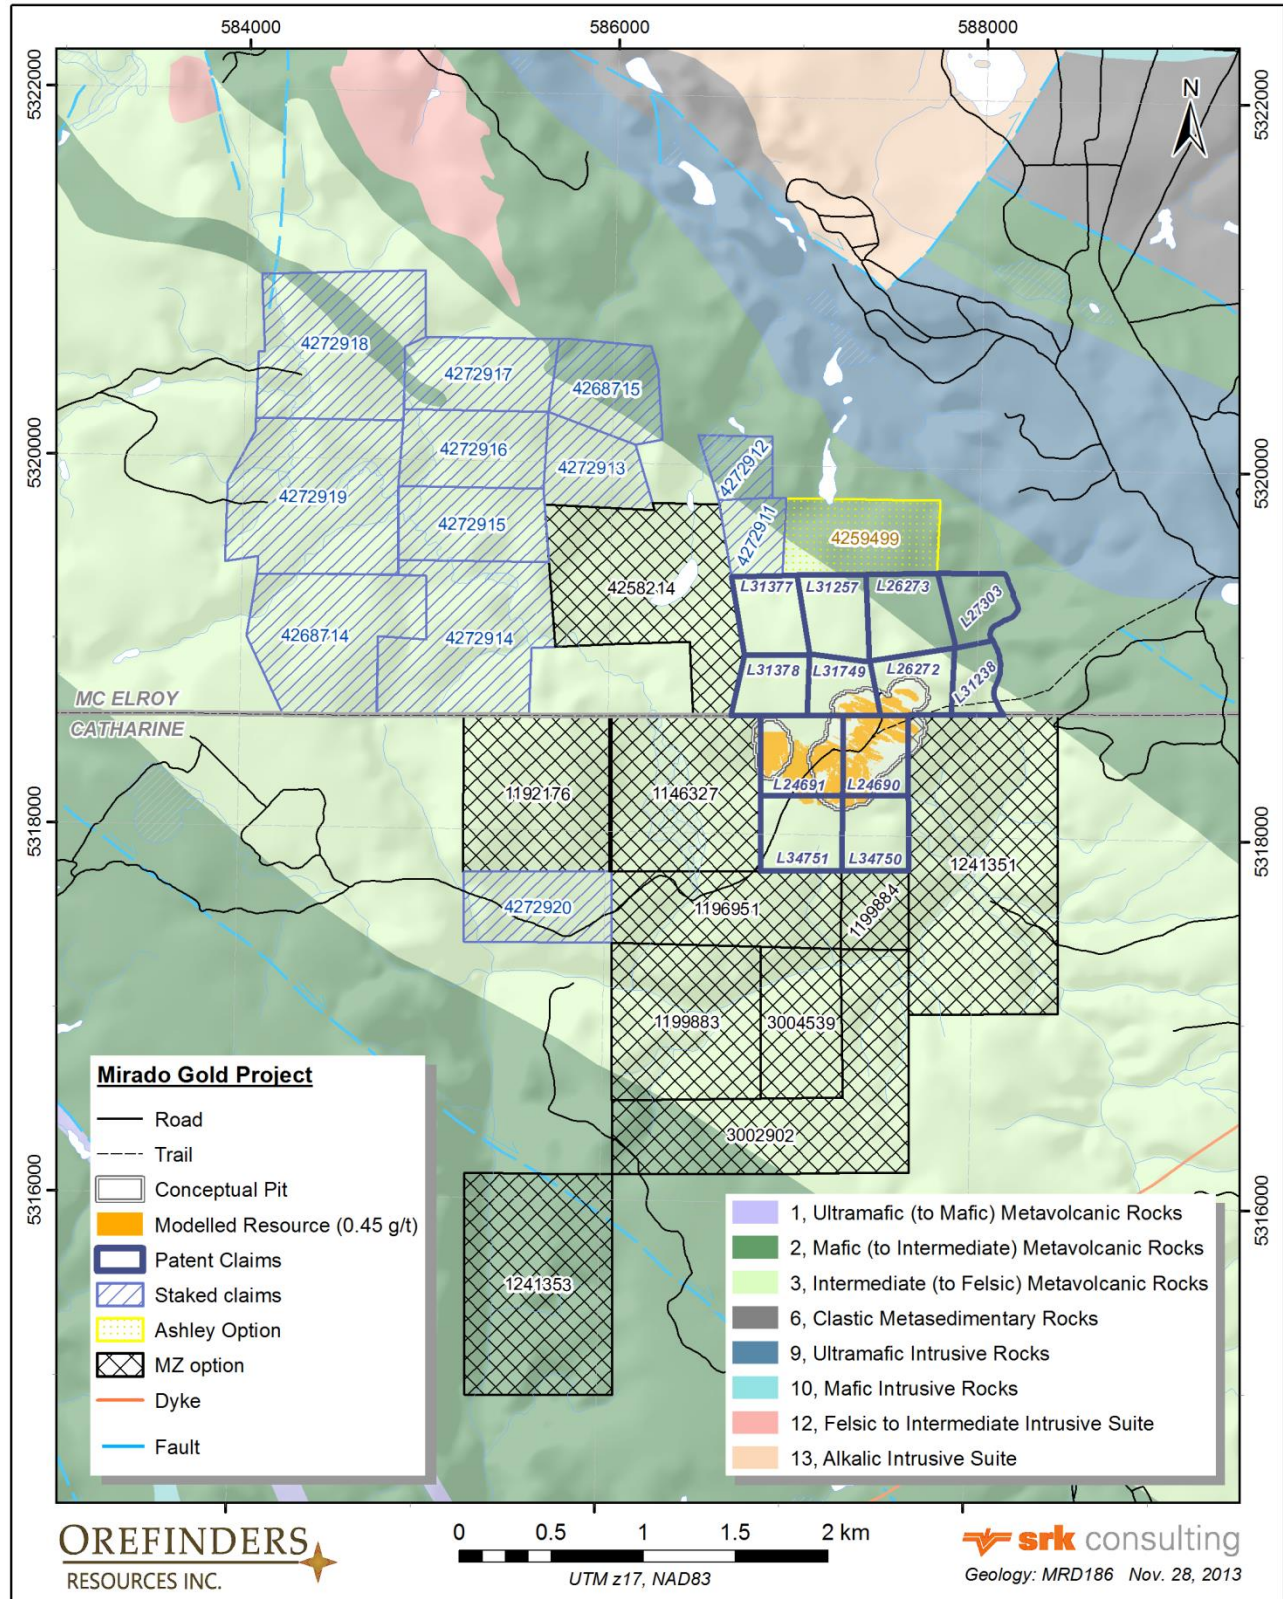 584000
586000
588000
5322000
5322000
N
4272918
4272917
4268715
5320000
5320000
4272916
4272913
4272912
4272919
4272915
4272911
4259499
4258214
L31377
L31257
L26273
L27303
4268714
4272914
L31378
L31749
L26272
L31238
MC ELROY
CATHARINE
5318000
5318000
1192176
1146327
L24691
L24690
L34751
L34750
1241351
4272920
1196951
1199884
1199883
3004539
3002902
5316000
5316000
1241353
Mirado Gold Project
Road
Trail
Conceptual Pit
Modelled Resource (0.45 g/t)
Patent Claims
Staked claims
Ashley Option
MZ option
Dyke
Fault
1, Ultramafic (to Mafic) Metavolcanic Rocks
2, Mafic (to Intermediate) Metavolcanic Rocks
3, Intermediate (to Felsic) Metavolcanic Rocks
6, Clastic Metasedimentary Rocks
9, Ultramafic Intrusive Rocks
10, Mafic Intrusive Rocks
12, Felsic to Intermediate Intrusive Suite
13, Alkalic Intrusive Suite
OREFINDERS
RESOURCES INC.
0 0.5 1 1.5 2 km
UTM z17, NAD83
srk consulting
Geology: MRD186 Nov. 28, 2013